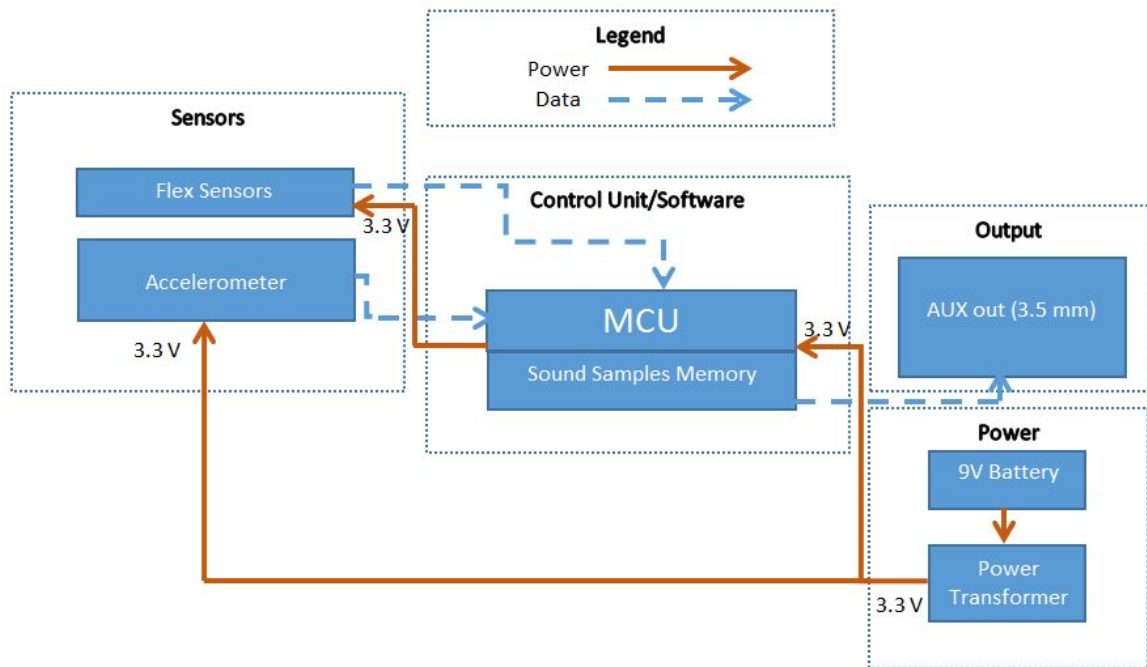 Legend
Power
Data
Sensors
Flex Sensors
3.3 V
Accelerometer
3.3 V
Control Unit/Software
MCU
Sound Samples Memory
3.3 V
Output
AUX out (3.5 mm)
Power
9V Battery
Power
Transformer
3.3 V